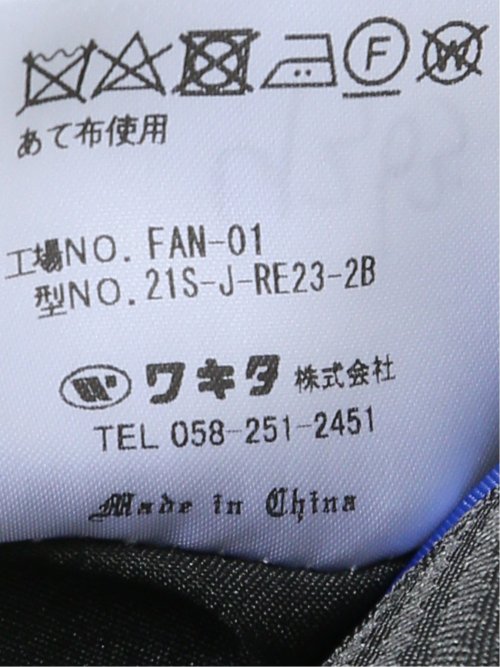 F W
あて布使用
工場NO. FAN-01
型NO. 21S-J-RE23-2B
W ワキタ 株式会社
TEL 058-251-2451
Made in China